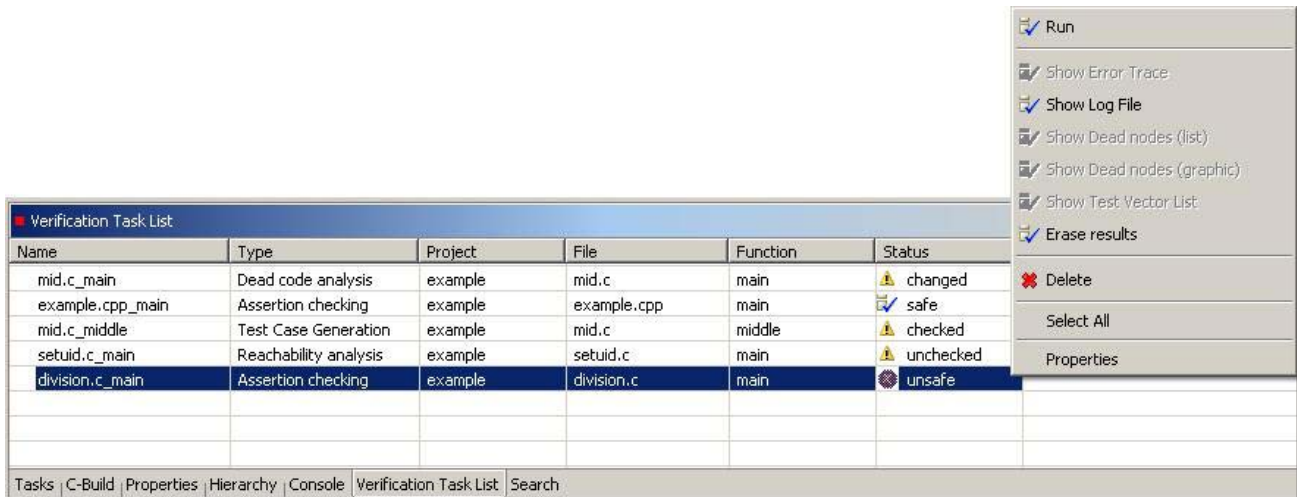 Run
Show Error Trace
Show Log File
Show Dead nodes (list)
Show Dead nodes (graphic)
Show Test Vector List
Erase results
Delete
Select All
Properties
Verification Task List
Name Type Project File Function Status
mid.c_main Dead code analysis example mid.c main changed
example.cpp_main Assertion checking example example.cpp main safe
mid.c_middle Test Case Generation example mid.c middle checked
setuid.c_main Reachability analysis example setuid.c main unchecked
division.c_main Assertion checking example division.c main unsafe
Tasks C-Build Properties Hierarchy Console Verification Task List Search